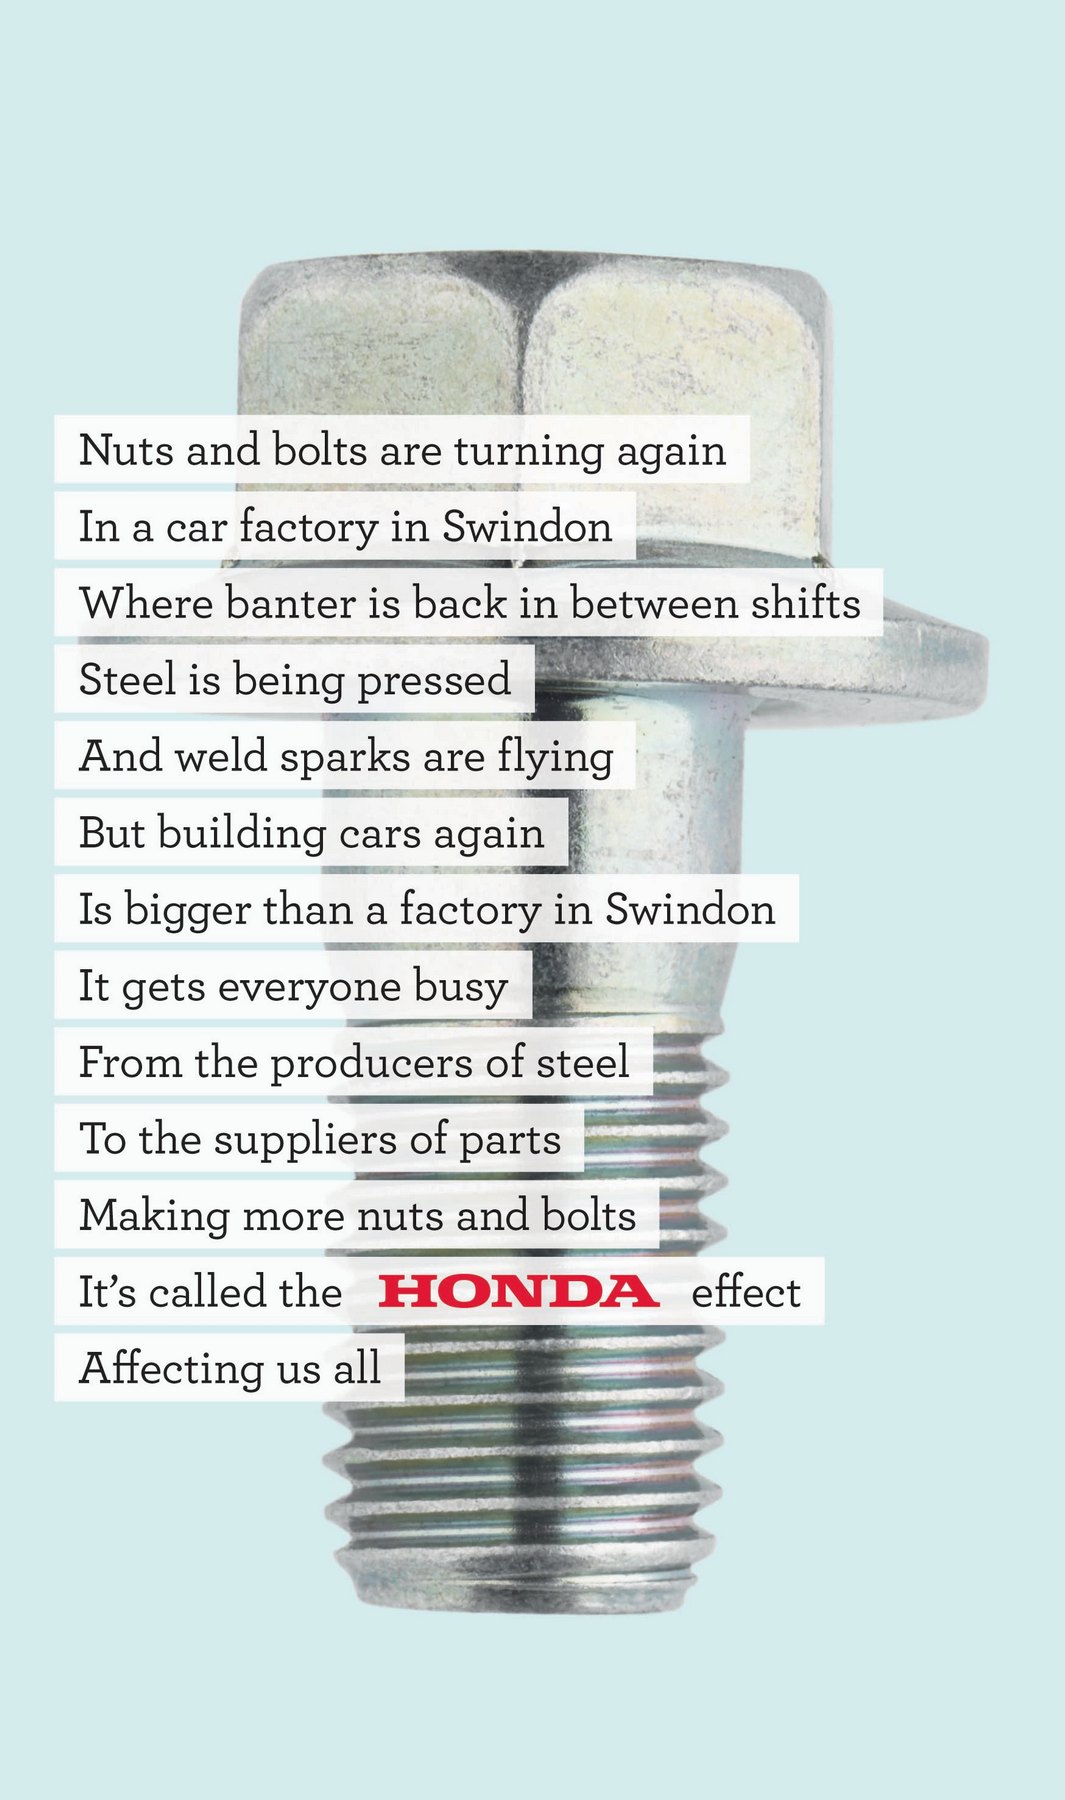 Nuts and bolts are turning again
In a car factory in Swindon
Where banter is back in between shifts
Steel is being pressed
And weld sparks are flying
But building cars again
Is bigger than a factory in Swindon
It gets everyone busy
From the producers of steel
To the suppliers of parts
Making more nuts and bolts
It’s called the HONDA effect
Affecting us all